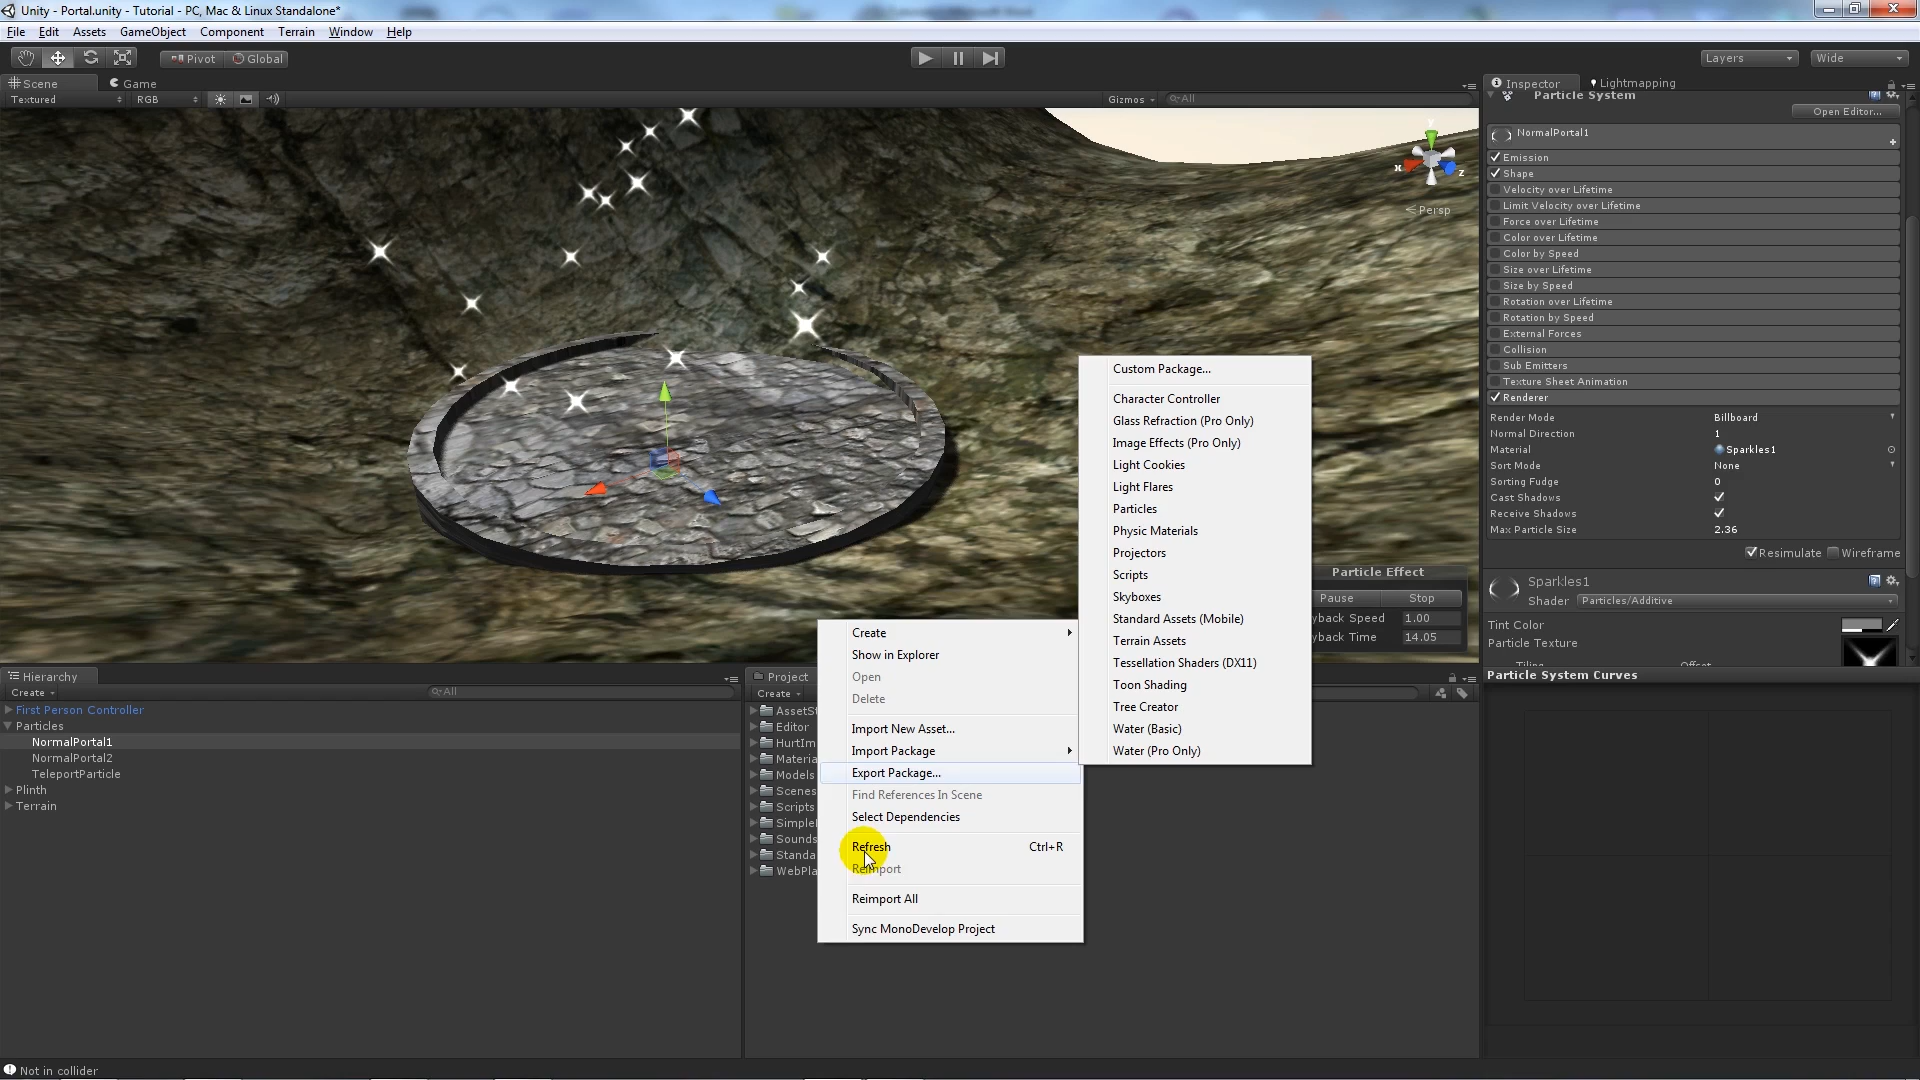 Unity - Portal.unity - Tutorial - PC, Mac & Linux Standalone*
File Edit Assets GameObject Component Terrain Window Help
Pivot Global Layers Wide
Scene Game
Textured RGB Gizmos All
y
x
z
Persp
Inspector Lightmapping
Particle System
Open Editor...
NormalPortal1
Emission
Shape
Velocity over Lifetime
Limit Velocity over Lifetime
Force over Lifetime
Color over Lifetime
Color by Speed
Size over Lifetime
Size by Speed
Rotation over Lifetime
Rotation by Speed
External Forces
Collision
Sub Emitters
Texture Sheet Animation
Renderer
Render Mode Billboard
Normal Direction 1
Material Sparkles1
Sort Mode None
Sorting Fudge 0
Cast Shadows
Receive Shadows
Max Particle Size 2.36
Resimulate Wireframe
Sparkles1
Shader Particles/Additive
Tint Color
Particle Texture
Tiling Offset
Particle System Curves
Particle Effect
Pause Stop
yback Speed 1.00
yback Time 14.05
Custom Package...
Character Controller
Glass Refraction (Pro Only)
Image Effects (Pro Only)
Light Cookies
Light Flares
Particles
Physic Materials
Projectors
Scripts
Skyboxes
Standard Assets (Mobile)
Terrain Assets
Tessellation Shaders (DX11)
Toon Shading
Tree Creator
Water (Basic)
Water (Pro Only)
Create
Show in Explorer
Open
Delete
Import New Asset...
Import Package
Export Package...
Find References In Scene
Select Dependencies
Refresh Ctrl+R
Reimport
Reimport All
Sync MonoDevelop Project
Hierarchy
Create All
First Person Controller
Particles
NormalPortal1
NormalPortal2
TeleportParticle
Plinth
Terrain
Project
Create
AssetSt
Editor
HurtIm
Materia
Models
Scenes
Scripts
Simple
Sounds
Standa
WebPla
Not in collider